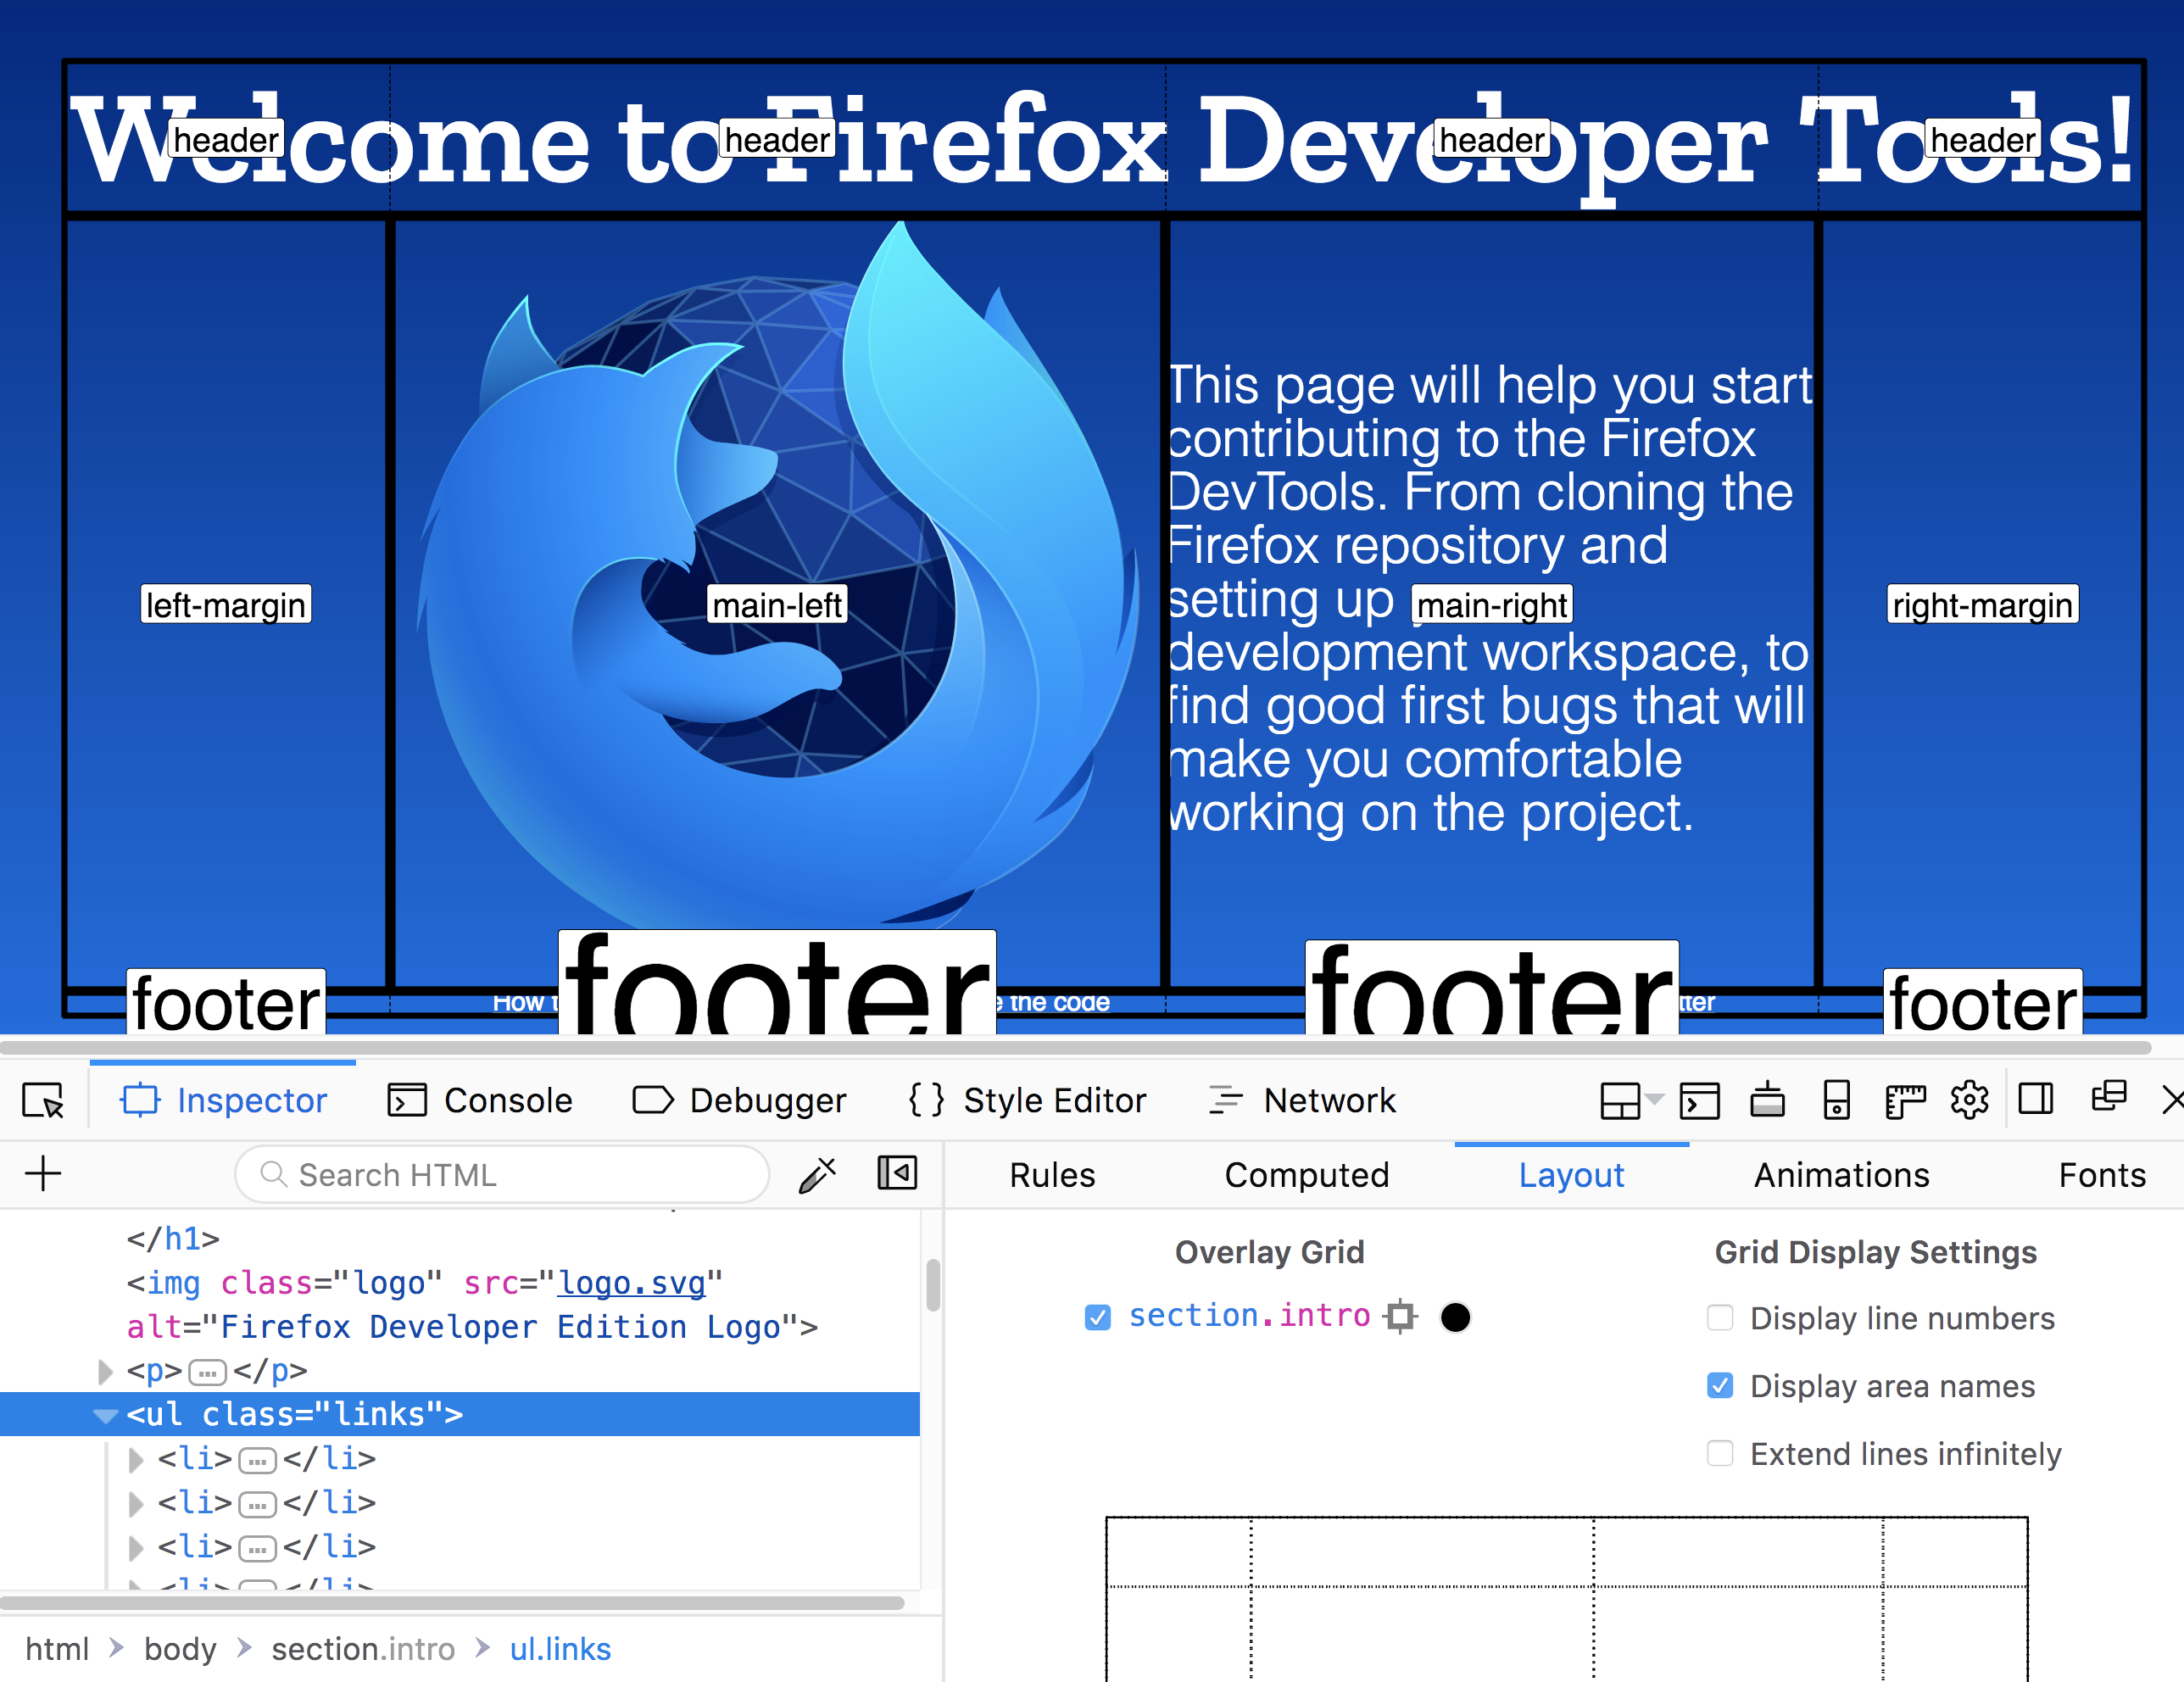 Welcome to Firefox Developer Tools!
header header header header
This page will help you start
contributing to the Firefox
DevTools. From cloning the
Firefox repository and
setting up
development workspace, to
find good first bugs that will
make you comfortable
working on the project.
left-margin main-left main-right right-margin
How the code
footer footer footer footer
Inspector Console Debugger { } Style Editor Network
Search HTML
Rules Computed Layout Animations Fonts
</h1>
<img class="logo" src="logo.svg"
alt="Firefox Developer Edition Logo">
<p>…</p>
<ul class="links">
<li>…</li>
<li>…</li>
<li>…</li>
<li>…</li>
html body section.intro ul.links
Overlay Grid
section.intro
Grid Display Settings
Display line numbers
Display area names
Extend lines infinitely